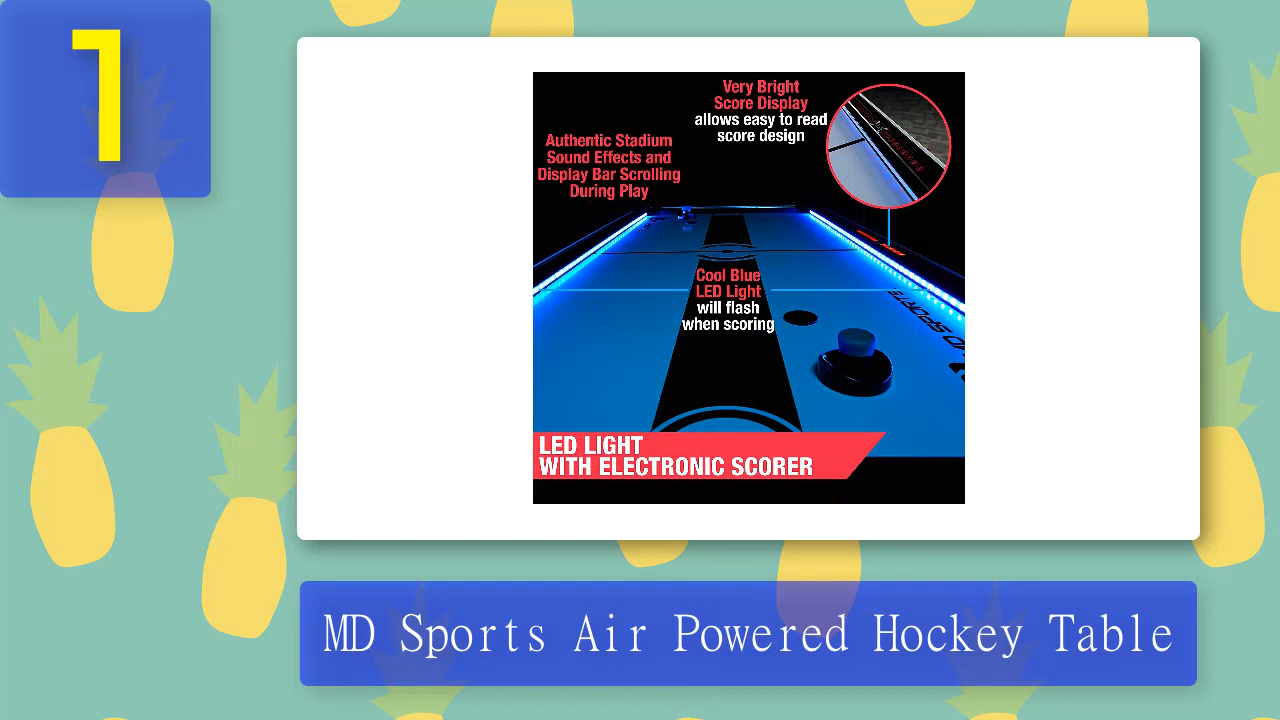 1
Very Bright
Score Display
allows easy to read
score design
Authentic Stadium
Sound Effects and
Display Bar Scrolling
During Play
Cool Blue
LED Light
will flash
when scoring
LED LIGHT
WITH ELECTRONIC SCORER
MD Sports Air Powered Hockey Table